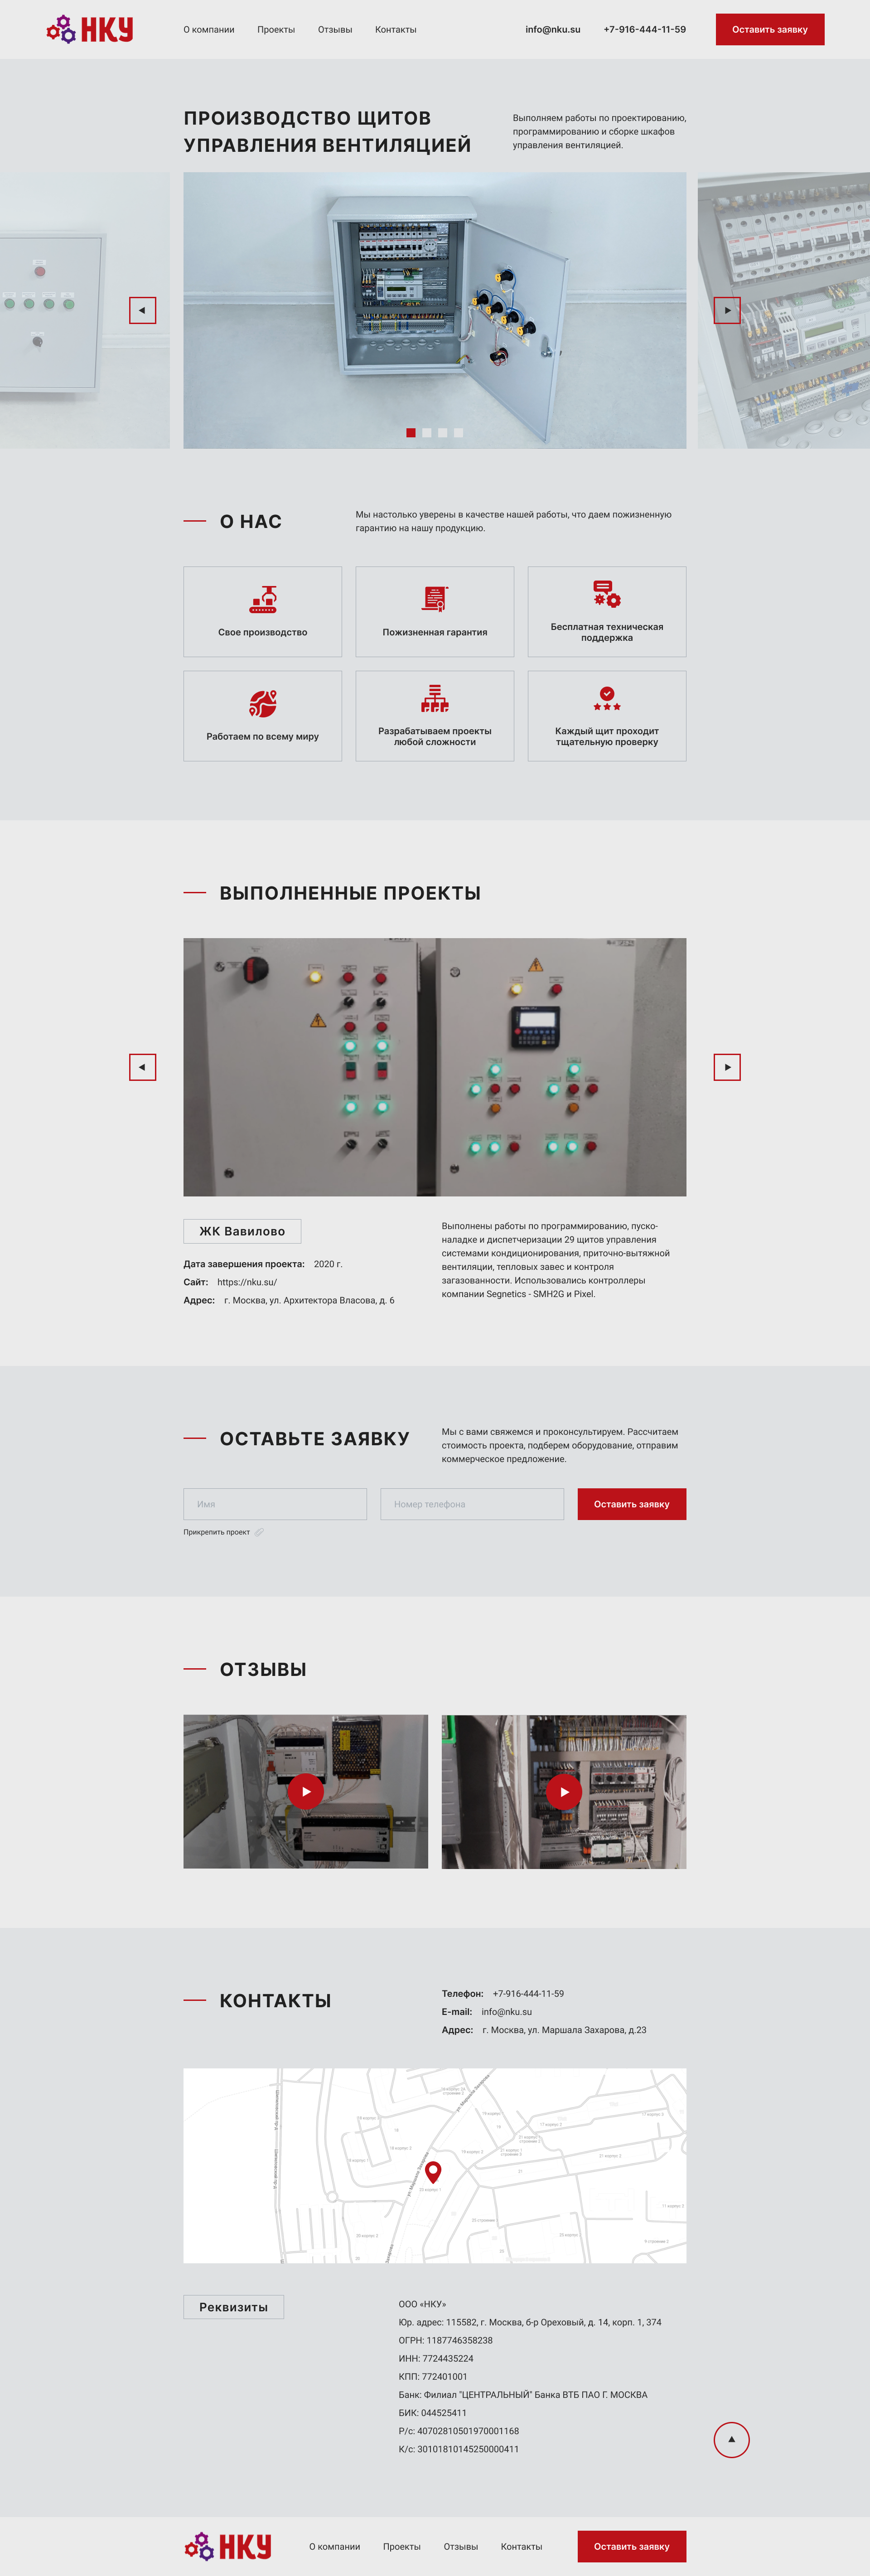 НКУ
О компании
Проекты
Отзывы
Контакты
info@nku.su
+7-916-444-11-59
Оставить заявку
ПРОИЗВОДСТВО ЩИТОВ
УПРАВЛЕНИЯ ВЕНТИЛЯЦИЕЙ
Выполняем работы по проектированию,
программированию и сборке шкафов
управления вентиляцией.
О НАС
Мы настолько уверены в качестве нашей работы, что даем пожизненную
гарантию на нашу продукцию.
Свое производство
Пожизненная гарантия
Бесплатная техническая
поддержка
Работаем по всему миру
Разрабатываем проекты
любой сложности
Каждый щит проходит
тщательную проверку
ВЫПОЛНЕННЫЕ ПРОЕКТЫ
ЖК Вавилово
Дата завершения проекта: 2020 г.
Сайт: https://nku.su/
Адрес: г. Москва, ул. Архитектора Власова, д. 6
Выполнены работы по программированию, пуско-
наладке и диспетчеризации 29 щитов управления
системами кондиционирования, приточно-вытяжной
вентиляции, тепловых завес и контроля
загазованности. Использовались контроллеры
компании Segnetics - SMH2G и Pixel.
ОСТАВЬТЕ ЗАЯВКУ
Мы с вами свяжемся и проконсультируем. Рассчитаем
стоимость проекта, подберем оборудование, отправим
коммерческое предложение.
Имя
Номер телефона
Оставить заявку
Прикрепить проект
ОТЗЫВЫ
КОНТАКТЫ
Телефон: +7-916-444-11-59
E-mail: info@nku.su
Адрес: г. Москва, ул. Маршала Захарова, д.23
ул. Маршала Захарова
ул. Маршала Захарова
Реквизиты
ООО «НКУ»
Юр. адрес: 115582, г. Москва, б-р Ореховый, д. 14, корп. 1, 374
ОГРН: 1187746358238
ИНН: 7724435224
КПП: 772401001
Банк: Филиал "ЦЕНТРАЛЬНЫЙ" Банка ВТБ ПАО Г. МОСКВА
БИК: 044525411
Р/с: 40702810501970001168
К/с: 30101810145250000411
НКУ
О компании
Проекты
Отзывы
Контакты
Оставить заявку